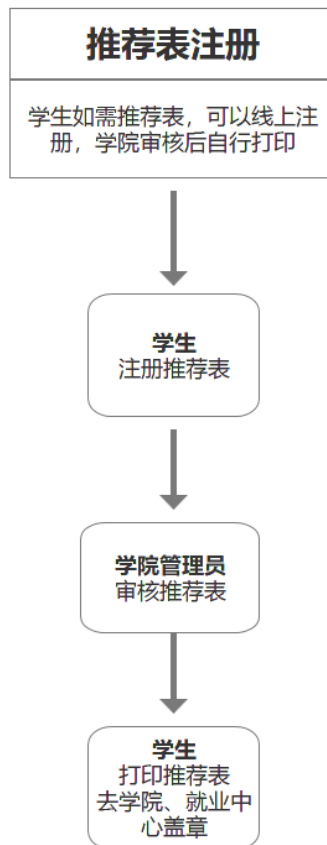 推荐表注册
学生如需推荐表，可以线上注
册，学院审核后自行打印
学生
注册推荐表
学院管理员
审核推荐表
学生
打印推荐表
去学院、就业中
心盖章